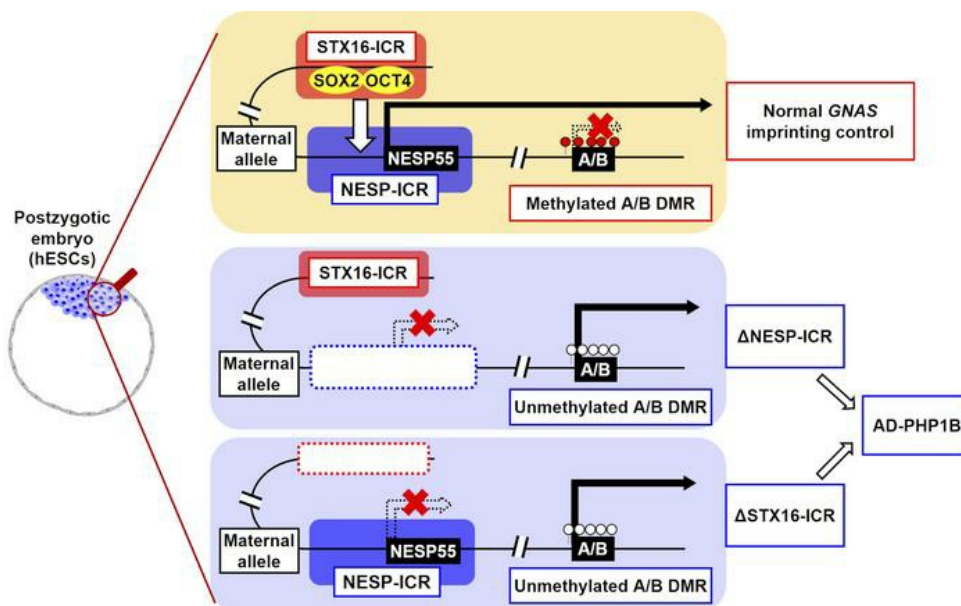 STX16-ICR
SOX2 OCT4
Maternal
allele
NESP55
A/B
NESP-ICR
Methylated A/B DMR
Normal GNAS
imprinting control
Postzygotic
embryo
(hESCs)
STX16-ICR
Maternal
allele
A/B
Unmethylated A/B DMR
ΔNESP-ICR
AD-PHP1B
Maternal
allele
NESP55
A/B
NESP-ICR
Unmethylated A/B DMR
ΔSTX16-ICR